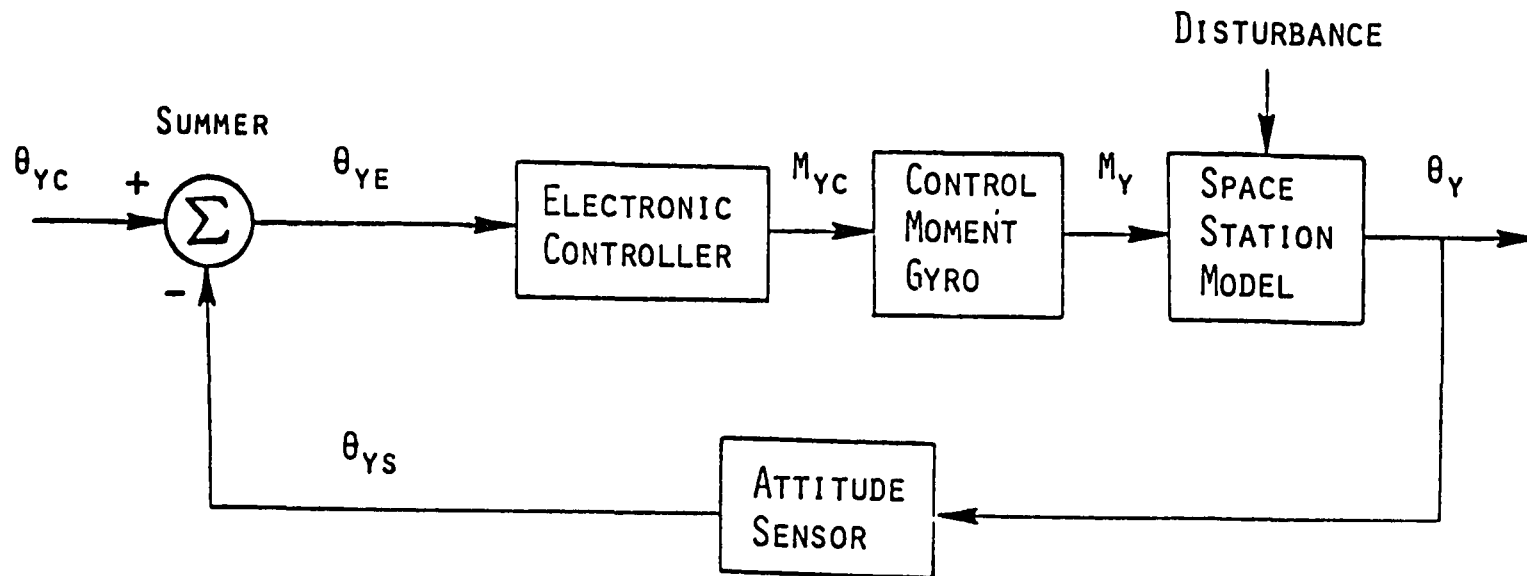 DISTURBANCE
SUMMER
θYC
+
Σ
θYE
ELECTRONIC
CONTROLLER
MYC
CONTROL
MOMENT
GYRO
MY
SPACE
STATION
MODEL
θY
-
θYS
ATTITUDE
SENSOR